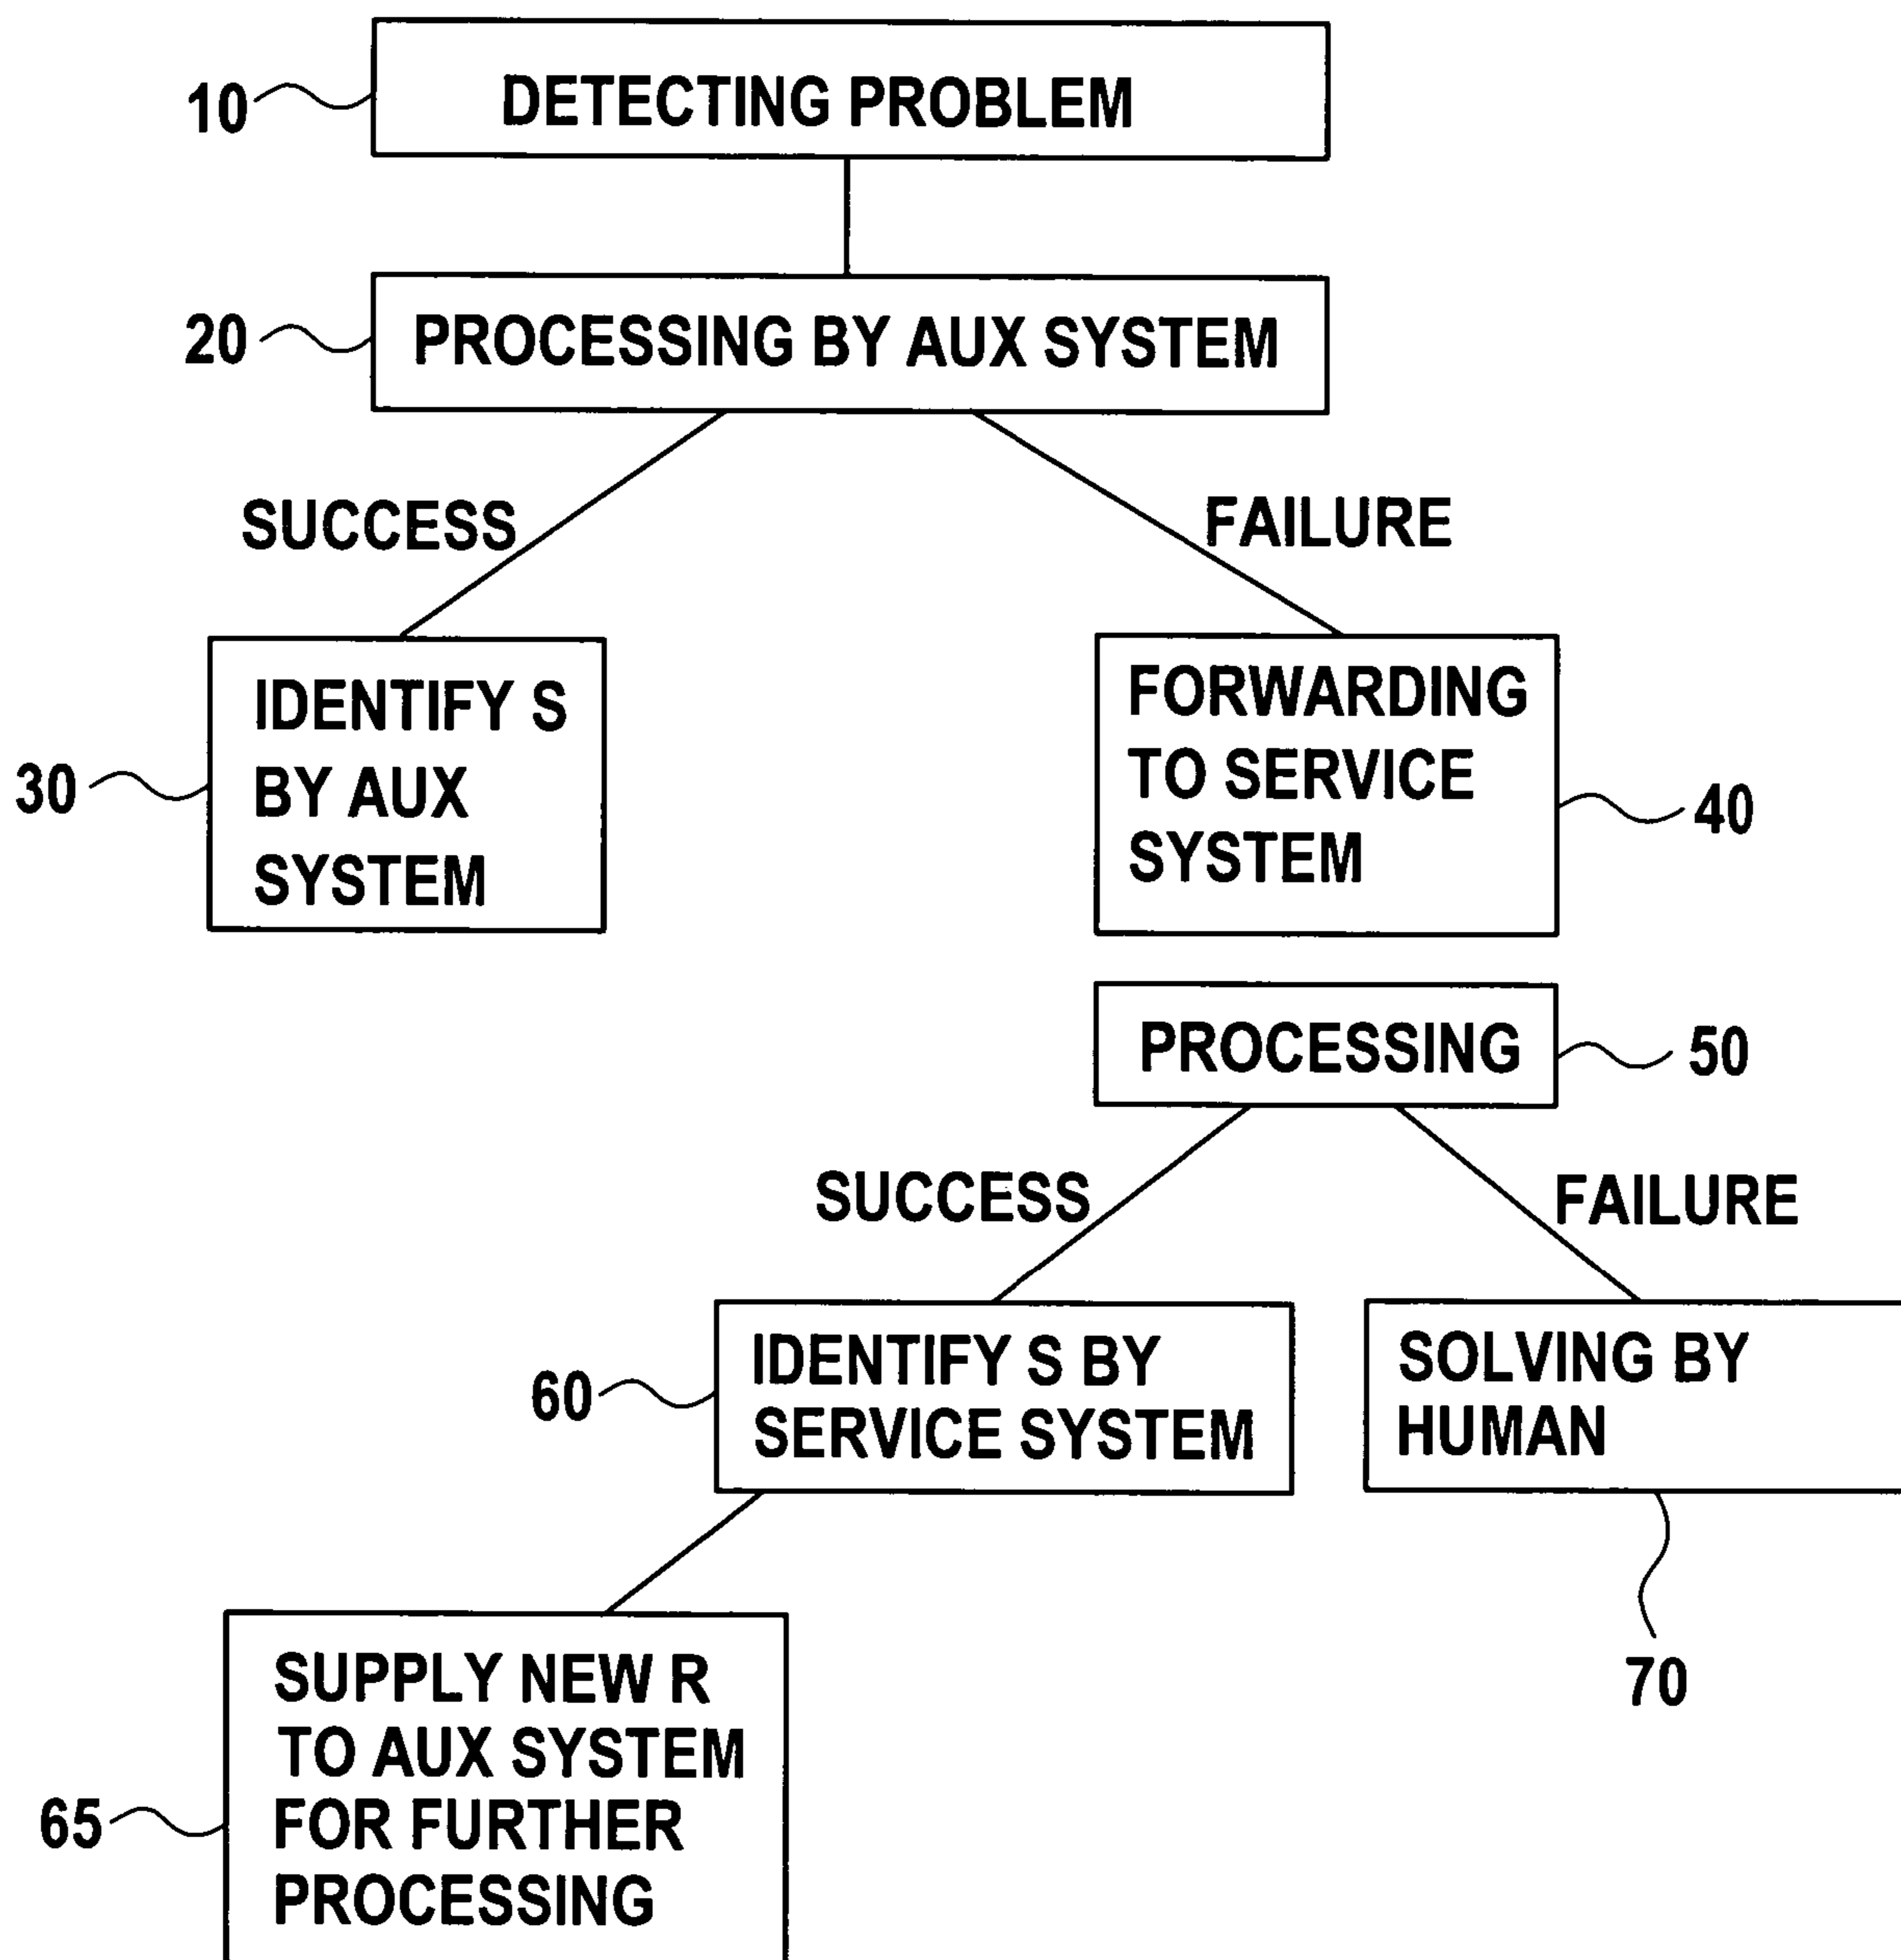 DETECTING PROBLEM
10
PROCESSING BY AUX SYSTEM
20
SUCCESS
FAILURE
IDENTIFY S
BY AUX
SYSTEM
30
FORWARDING
TO SERVICE
SYSTEM
40
PROCESSING
50
SUCCESS
FAILURE
IDENTIFY S BY
SERVICE SYSTEM
60
SOLVING BY
HUMAN
70
SUPPLY NEW R
TO AUX SYSTEM
FOR FURTHER
PROCESSING
65